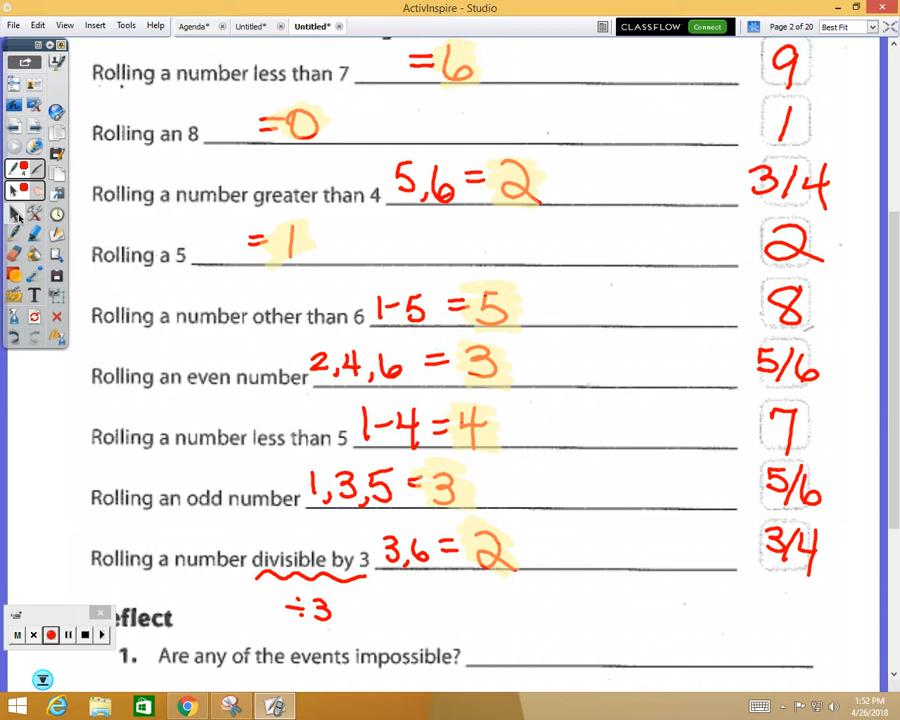 ActivInspire - Studio
File Edit View Insert Tools Help Agenda* Untitled* Untitled* CLASSFLOW Connect Page 2 of 20 Best Fit
Rolling a number less than 7 = 6 9
Rolling an 8 = 0 1
Rolling a number greater than 4 5,6 = 2 3/4
Rolling a 5 = 1 2
Rolling a number other than 6 1-5 = 5 8
Rolling an even number 2,4,6 = 3 5/6
Rolling a number less than 5 1-4 = 4 7
Rolling an odd number 1,3,5 = 3 5/6
Rolling a number divisible by 3 3,6 = 2 3/4
÷3
eflect
M
1. Are any of the events impossible?
1:52 PM
4/26/2018